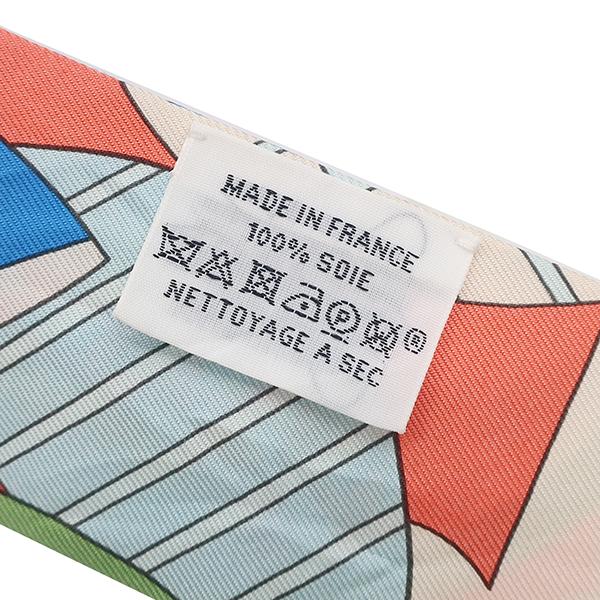 MADE IN FRANCE
100% SOIE
P W ®
NETTOYAGE À SEC